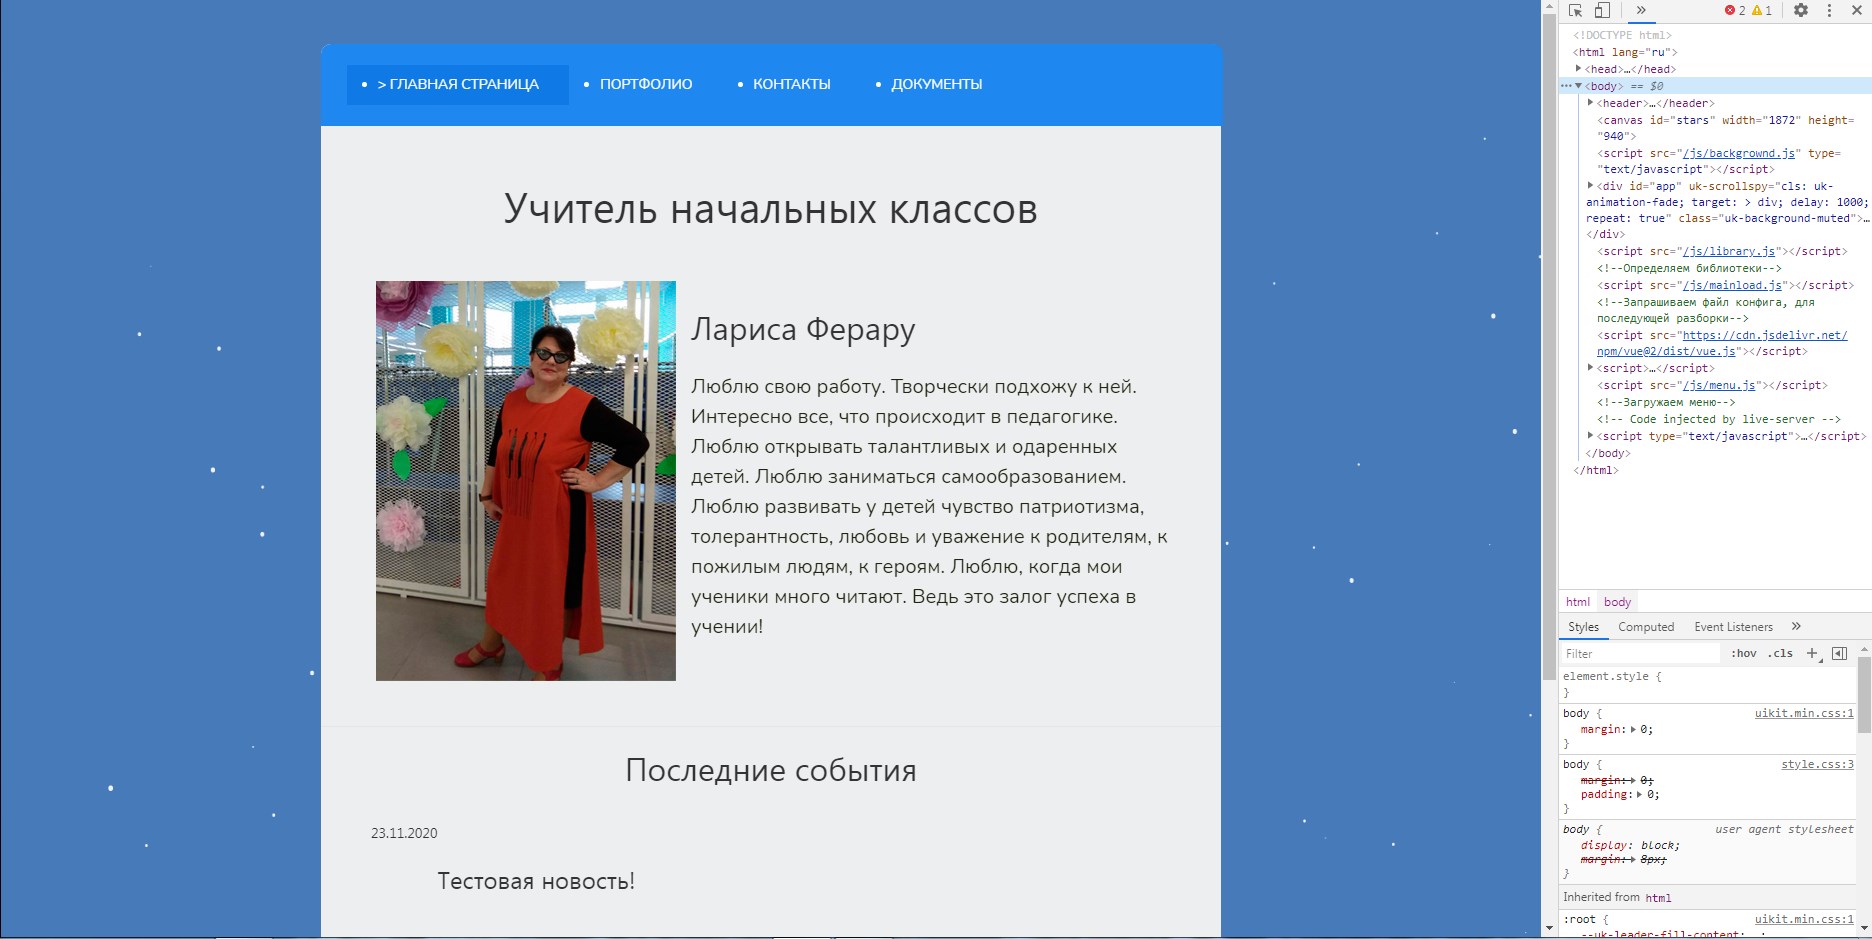 > ГЛАВНАЯ СТРАНИЦА
ПОРТФОЛИО
КОНТАКТЫ
ДОКУМЕНТЫ
Учитель начальных классов
Лариса Ферару
Люблю свою работу. Творчески подхожу к ней.
Интересно все, что происходит в педагогике.
Люблю открывать талантливых и одаренных
детей. Люблю заниматься самообразованием.
Люблю развивать у детей чувство патриотизма,
толерантность, любовь и уважение к родителям, к
пожилым людям, к героям. Люблю, когда мои
ученики много читают. Ведь это залог успеха в
учении!
Последние события
23.11.2020
Тестовая новость!
2 1
<!DOCTYPE html>
<html lang="ru">
<head>…</head>
<body> == $0
<header>…</header>
<canvas id="stars" width="1872" height=
"940">
<script src="/js/backgrownd.js" type=
"text/javascript"></script>
<div id="app" uk-scrollspy="cls: uk-
animation-fade; target: > div; delay: 1000;
repeat: true" class="uk-background-muted">…
</div>
<script src="/js/library.js"></script>
<!--Определяем библиотеки-->
<script src="/js/mainload.js"></script>
<!--Запрашиваем файл конфига, для
последующей разборки-->
<script src="https://cdn.jsdelivr.net/
npm/vue@2/dist/vue.js"></script>
<script>…</script>
<script src="/js/menu.js"></script>
<!--Загружаем меню-->
<!-- Code injected by live-server -->
<script type="text/javascript">…</script>
</body>
</html>
html body
Styles Computed Event Listeners »
Filter :hov .cls +
element.style {
}
body { uikit.min.css:1
margin: 0;
}
body { style.css:3
margin: 0;
padding: 0;
}
body { user agent stylesheet
display: block;
margin: 8px;
}
Inherited from html
:root { uikit.min.css:1
--uk-leader-fill-content: .;